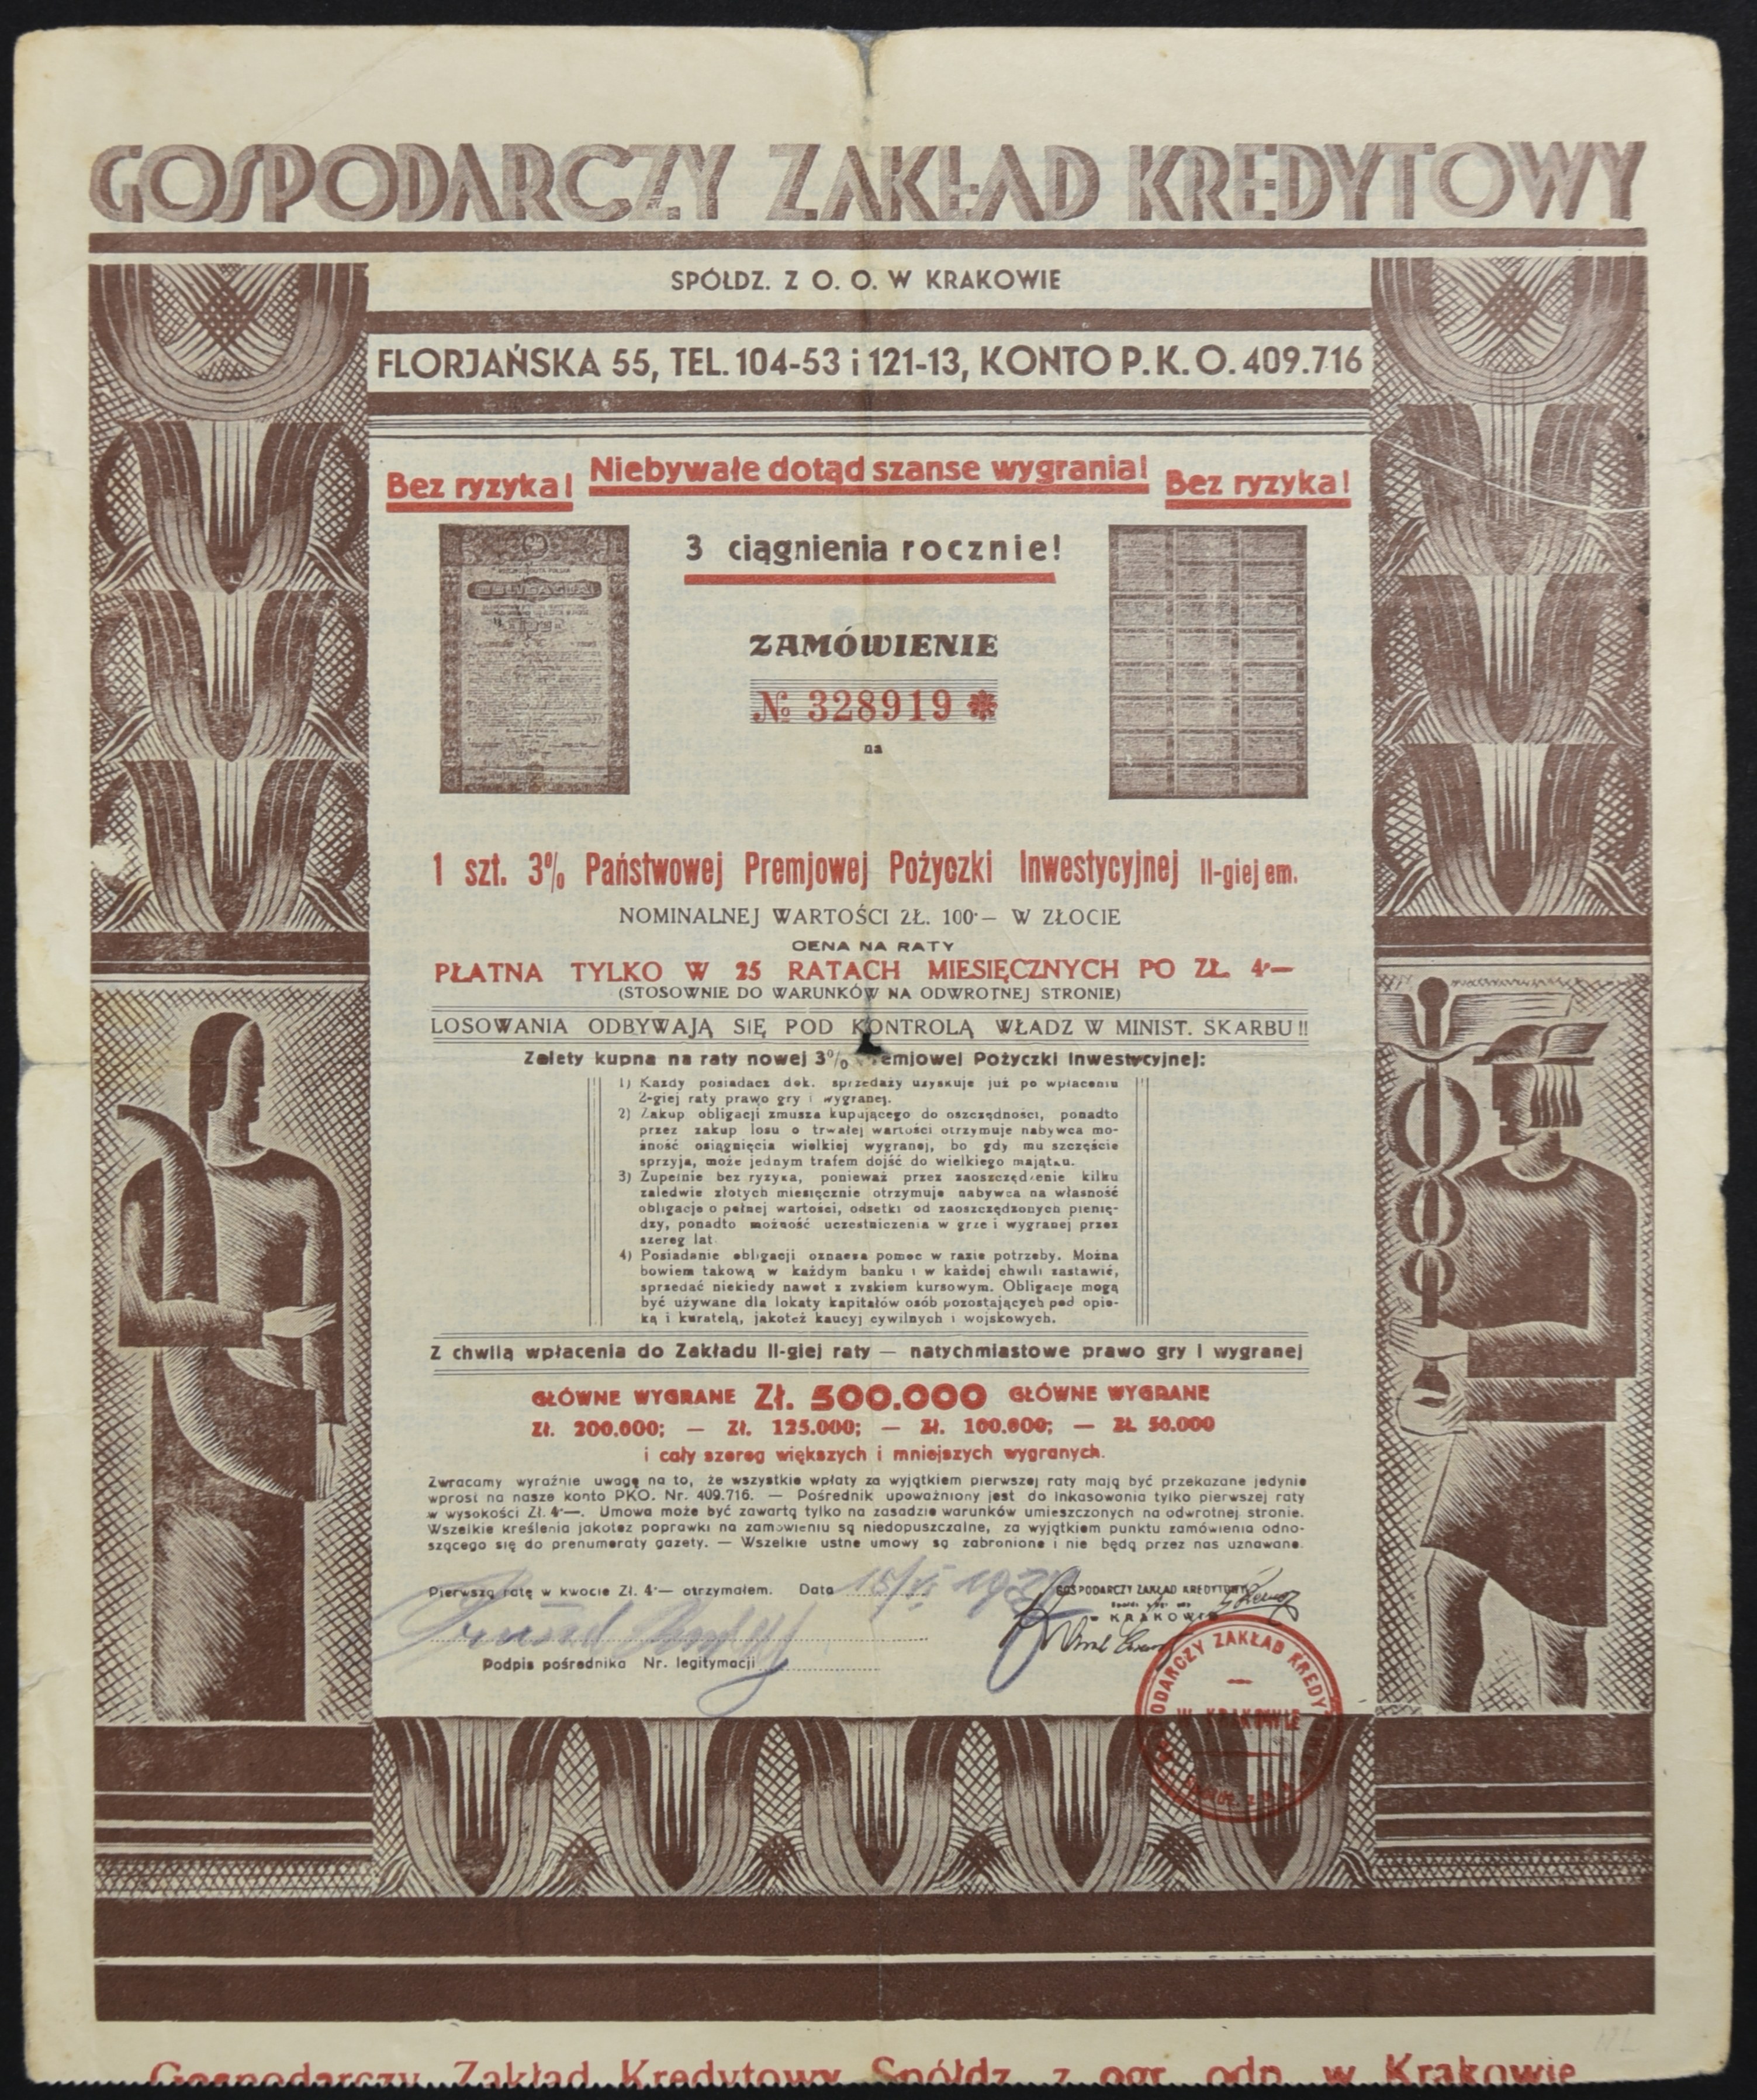 GOSPODARCZY ZAKŁAD KREDYTOWY
SPÓŁDZ. Z O. O. W KRAKOWIE
FLORJAŃSKA 55, TEL. 104-53 i 121-13, KONTO P. K. O. 409.716
Bez ryzyka! Niebywałe dotąd szanse wygrania! Bez ryzyka!
3 ciągnienia rocznie!
OBLIGACJA
ZAMÓWIENIE
№ 328919
na
1 szt. 3% Państwowej Premjowej Pożyczki Inwestycyjnej II-giej em.
NOMINALNEJ WARTOŚCI ZŁ. 100·— W ZŁOCIE
CENA NA RATY
PŁATNA TYLKO W 25 RATACH MIESIĘCZNYCH PO ZŁ. 4·—
(STOSOWNIE DO WARUNKÓW NA ODWROTNEJ STRONIE)
LOSOWANIA ODBYWAJĄ SIĘ POD KONTROLĄ WŁADZ W MINIST. SKARBU!!
Zalety kupna na raty nowej 3% emjowej Pożyczki Inwestycyjnej:
1) Każdy posiadacz dok. sprzedaży uzyskuje już po wpłaceniu
2-giej raty prawo gry i wygranej.
2) Zakup obligacji zmusza kupującego do oszczędności, ponadto
przez zakup losu o trwałej wartości otrzymuje nabywca mo-
żność osiągnięcia wielkiej wygranej, bo gdy mu szczęście
sprzyja, może jednym trafem dojść do wielkiego majątku.
3) Zupełnie bez ryzyka, ponieważ przez zaoszczędzenie kilku
zaledwie złotych miesięcznie otrzymuje nabywca na własność
obligacje o pełnej wartości, odsetki od zaoszczędzonych pienię-
dzy, ponadto możność uczestniczenia w grze i wygranej przez
szereg lat.
4) Posiadanie obligacji oznacza pomoc w razie potrzeby. Można
bowiem takową w każdym banku i w każdej chwili zastawić,
sprzedać niekiedy nawet z zyskiem kursowym. Obligacje mogą
być używane dla lokaty kapitałów osób pozostających pod opie-
ką i kuratelą, jakoteż kaucyj cywilnych i wojskowych.
Z chwilą wpłacenia do Zakładu II-giej raty — natychmiastowe prawo gry i wygranej
GŁÓWNE WYGRANE Zł. 500.000 GŁÓWNE WYGRANE
Zł. 200.000; — Zł. 125.000; — Zł. 100.000; — Zł. 50.000
i cały szereg większych i mniejszych wygranych.
Zwracamy wyraźnie uwagę na to, że wszystkie wpłaty za wyjątkiem pierwszej raty mają być przekazane jedynie
wprost na nasze konto PKO. Nr. 409.716. — Pośrednik upoważniony jest do inkasowania tylko pierwszej raty
w wysokości Zł. 4·—. Umowa może być zawartą tylko na zasadzie warunków umieszczonych na odwrotnej stronie.
Wszelkie kreślenia jakoteż poprawki na zamówieniu są niedopuszczalne, za wyjątkiem punktu zamówienia odno-
szącego się do prenumeraty gazety. — Wszelkie ustne umowy są zabronione i nie będą przez nas uznawane.
Pierwszą ratę w kwocie Zł. 4·— otrzymałem. Data
GOSPODARCZY ZAKŁAD KREDYTOWY
KRAKOWIE
Podpis pośrednika Nr. legitymacji
ODARCZY ZAKŁAD KREDY
W KRAKOWIE
Gospodarczy Zakład Kredytowy Spółdz. z ogr. odp. w Krakowie